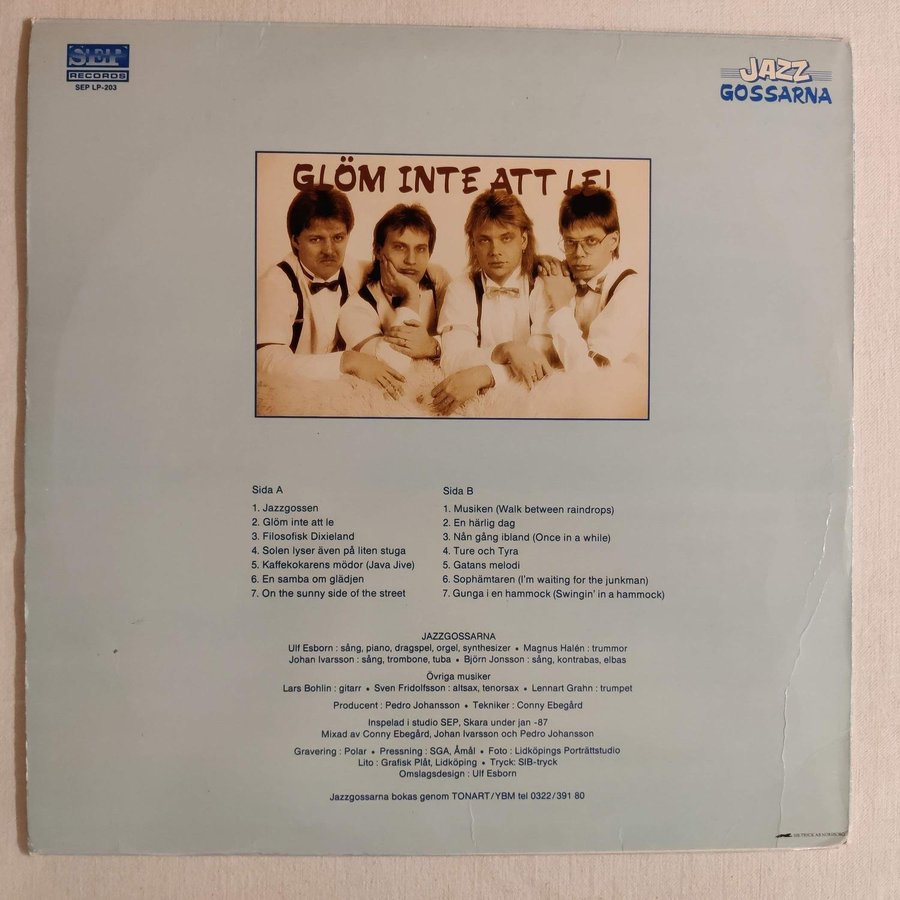 SEP
RECORDS
SEP LP-203
JAZZ
GOSSARNA
GLÖM INTE ATT LE!
Sida A
1. Jazzgossen
2. Glöm inte att le
3. Filosofisk Dixieland
4. Solen lyser även på liten stuga
5. Kaffekokarens mödor (Java Jive)
6. En samba om glädjen
7. On the sunny side of the street
Sida B
1. Musiken (Walk between raindrops)
2. En härlig dag
3. Nån gång ibland (Once in a while)
4. Ture och Tyra
5. Gatans melodi
6. Sophämtaren (I'm waiting for the junkman)
7. Gunga i en hammock (Swingin' in a hammock)
JAZZGOSSARNA
Ulf Esborn : sång, piano, dragspel, orgel, synthesizer • Magnus Halén : trummor
Johan Ivarsson : sång, trombone, tuba • Björn Jonsson : sång, kontrabas, elbas
Övriga musiker
Lars Bohlin : gitarr • Sven Fridolfsson : altsax, tenorsax • Lennart Grahn : trumpet
Producent : Pedro Johansson • Tekniker : Conny Ebegård
Inspelad i studio SEP, Skara under jan -87
Mixad av Conny Ebegård, Johan Ivarsson och Pedro Johansson
Gravering : Polar • Pressning : SGA, Åmål • Foto : Lidköpings Porträttstudio
Lito : Grafisk Plåt, Lidköping • Tryck: SIB-tryck
Omslagsdesign : Ulf Esborn
Jazzgossarna bokas genom TONART/YBM tel 0322/391 80